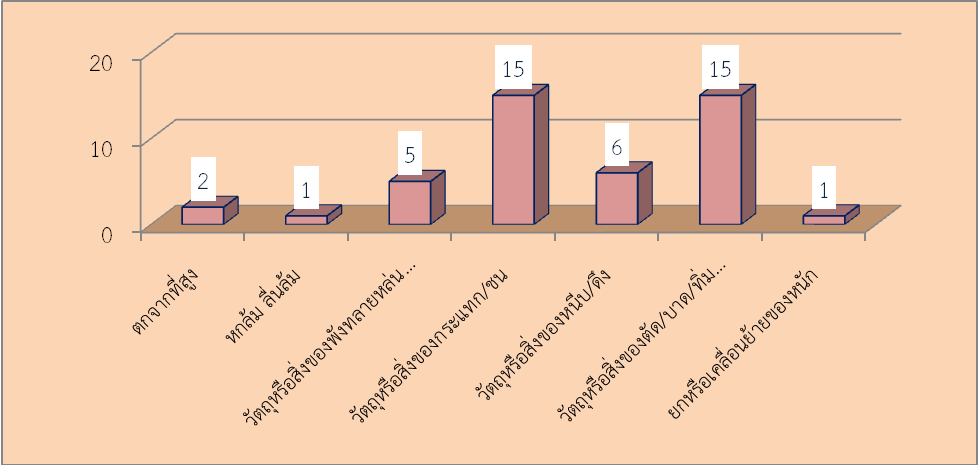 20
10
0
2
1
5
15
6
15
1
ตกจากที่สูง
หกล้ม ลื่นล้ม
วัตถุหรือสิ่งของพังทลายหล่น...
วัตถุหรือสิ่งของกระแทก/ชน
วัตถุหรือสิ่งของหนีบ/ดึง
วัตถุหรือสิ่งของตัด/บาด/ทิ่ม...
ยกหรือเคลื่อนย้ายของหนัก